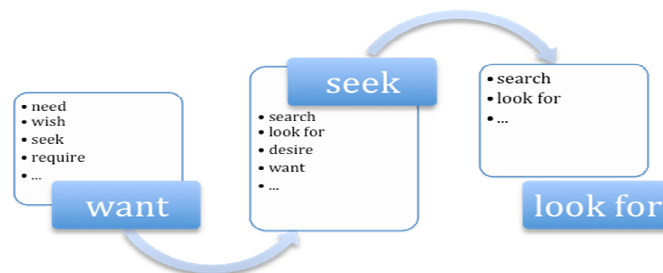 • need
• wish
• seek
• require
• ...
want
seek
• search
• look for
• desire
• want
• ...
• search
• look for
• ...
look for